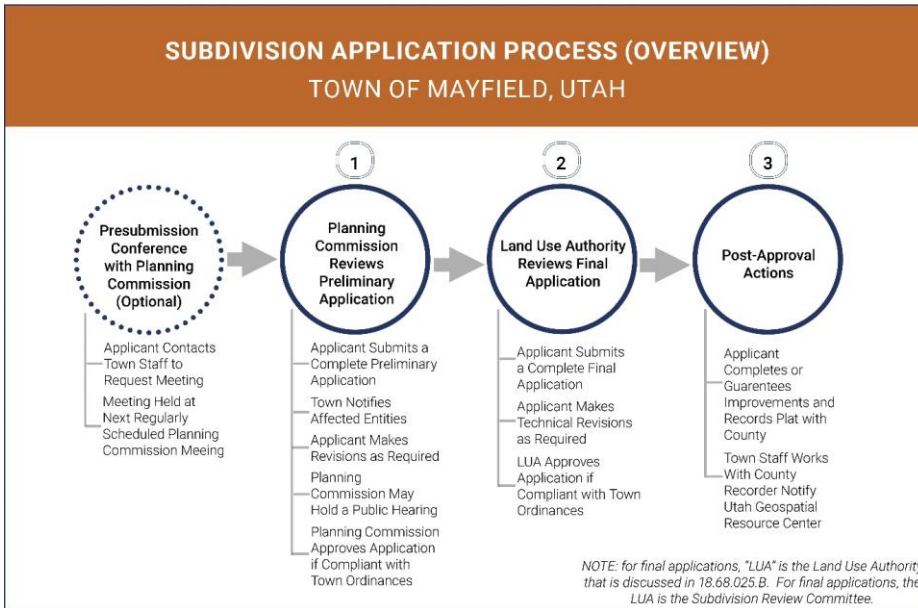 SUBDIVISION APPLICATION PROCESS (OVERVIEW)
TOWN OF MAYFIELD, UTAH
Presubmission
Conference
with Planning
Commission
(Optional)
Applicant Contacts
Town Staff to
Request Meeting
Meeting Held at
Next Regularly
Scheduled Planning
Commission Meeing
1
Planning
Commission
Reviews
Preliminary
Application
Applicant Submits a
Complete Preliminary
Application
Town Notifies
Affected Entities
Applicant Makes
Revisions as Required
Planning
Commission May
Hold a Public Hearing
Planning Commission
Approves Application
if Compliant with
Town Ordinances
2
Land Use Authority
Reviews Final
Application
Applicant Submits
a Complete Final
Application
Applicant Makes
Technical Revisions
as Required
LUA Approves
Application if
Compliant with Town
Ordinances
3
Post-Approval
Actions
Applicant
Completes or
Guarentees
Improvements and
Records Plat with
County
Town Staff Works
With County
Recorder Notify
Utah Geospatial
Resource Center
NOTE: for final applications, "LUA" is the Land Use Authority
that is discussed in 18.68.025.B. For final applications, the
LUA is the Subdivision Review Committee.